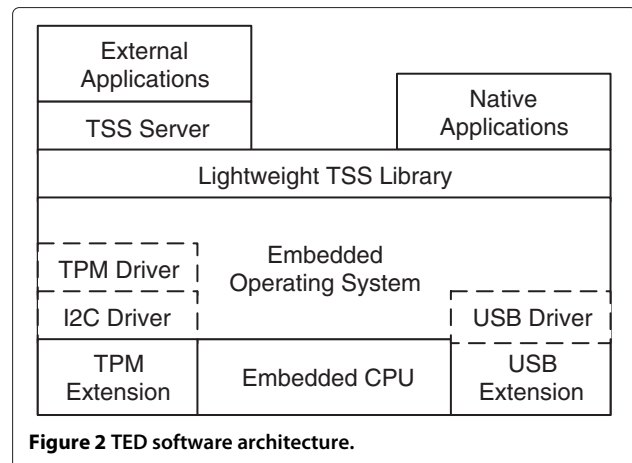 External
Applications
TSS Server
Native
Applications
Lightweight TSS Library
Embedded
Operating System
TPM Driver
I2C Driver
USB Driver
TPM
Extension
Embedded CPU
USB
Extension
Figure 2 TED software architecture.